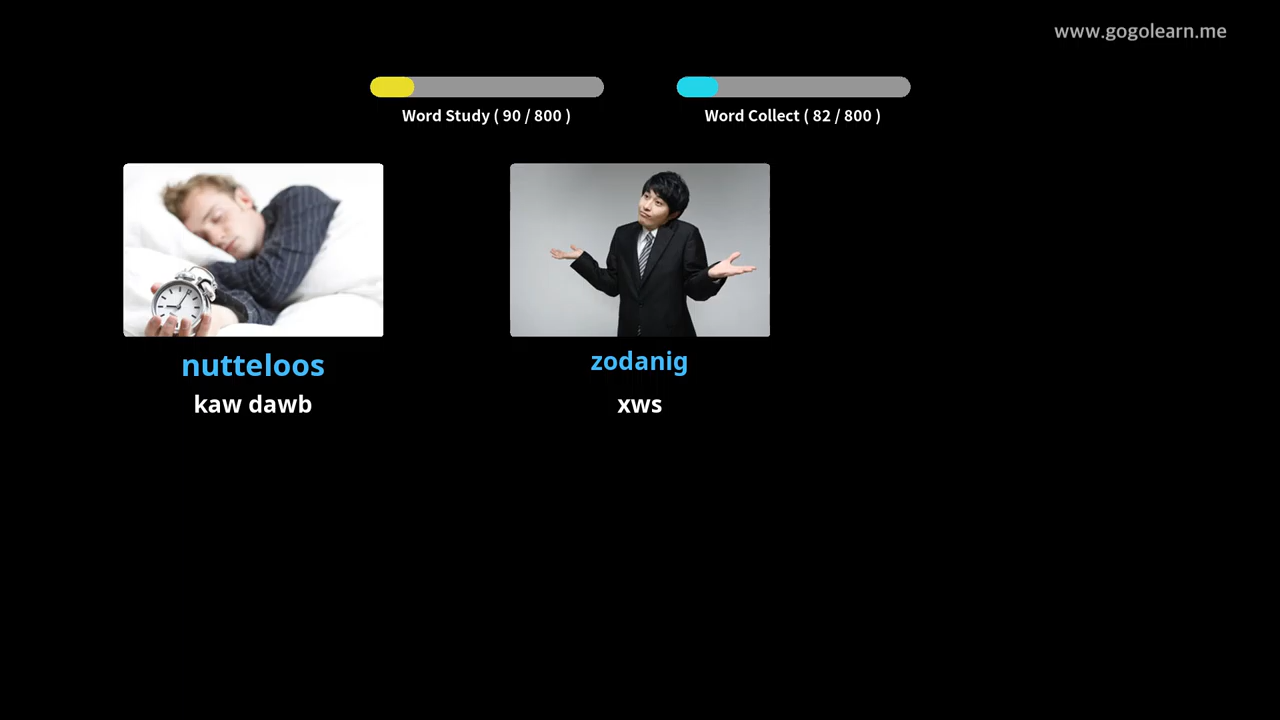 www.gogolearn.me
Word Study ( 90 / 800 )
Word Collect ( 82 / 800 )
nutteloos
zodanig
kaw dawb
xws